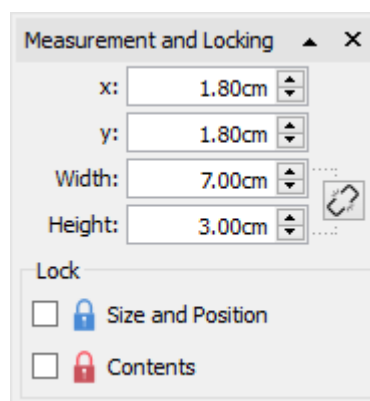 Measurement and Locking
x: 1.80cm
y: 1.80cm
Width: 7.00cm
Height: 3.00cm
Lock
Size and Position
Contents